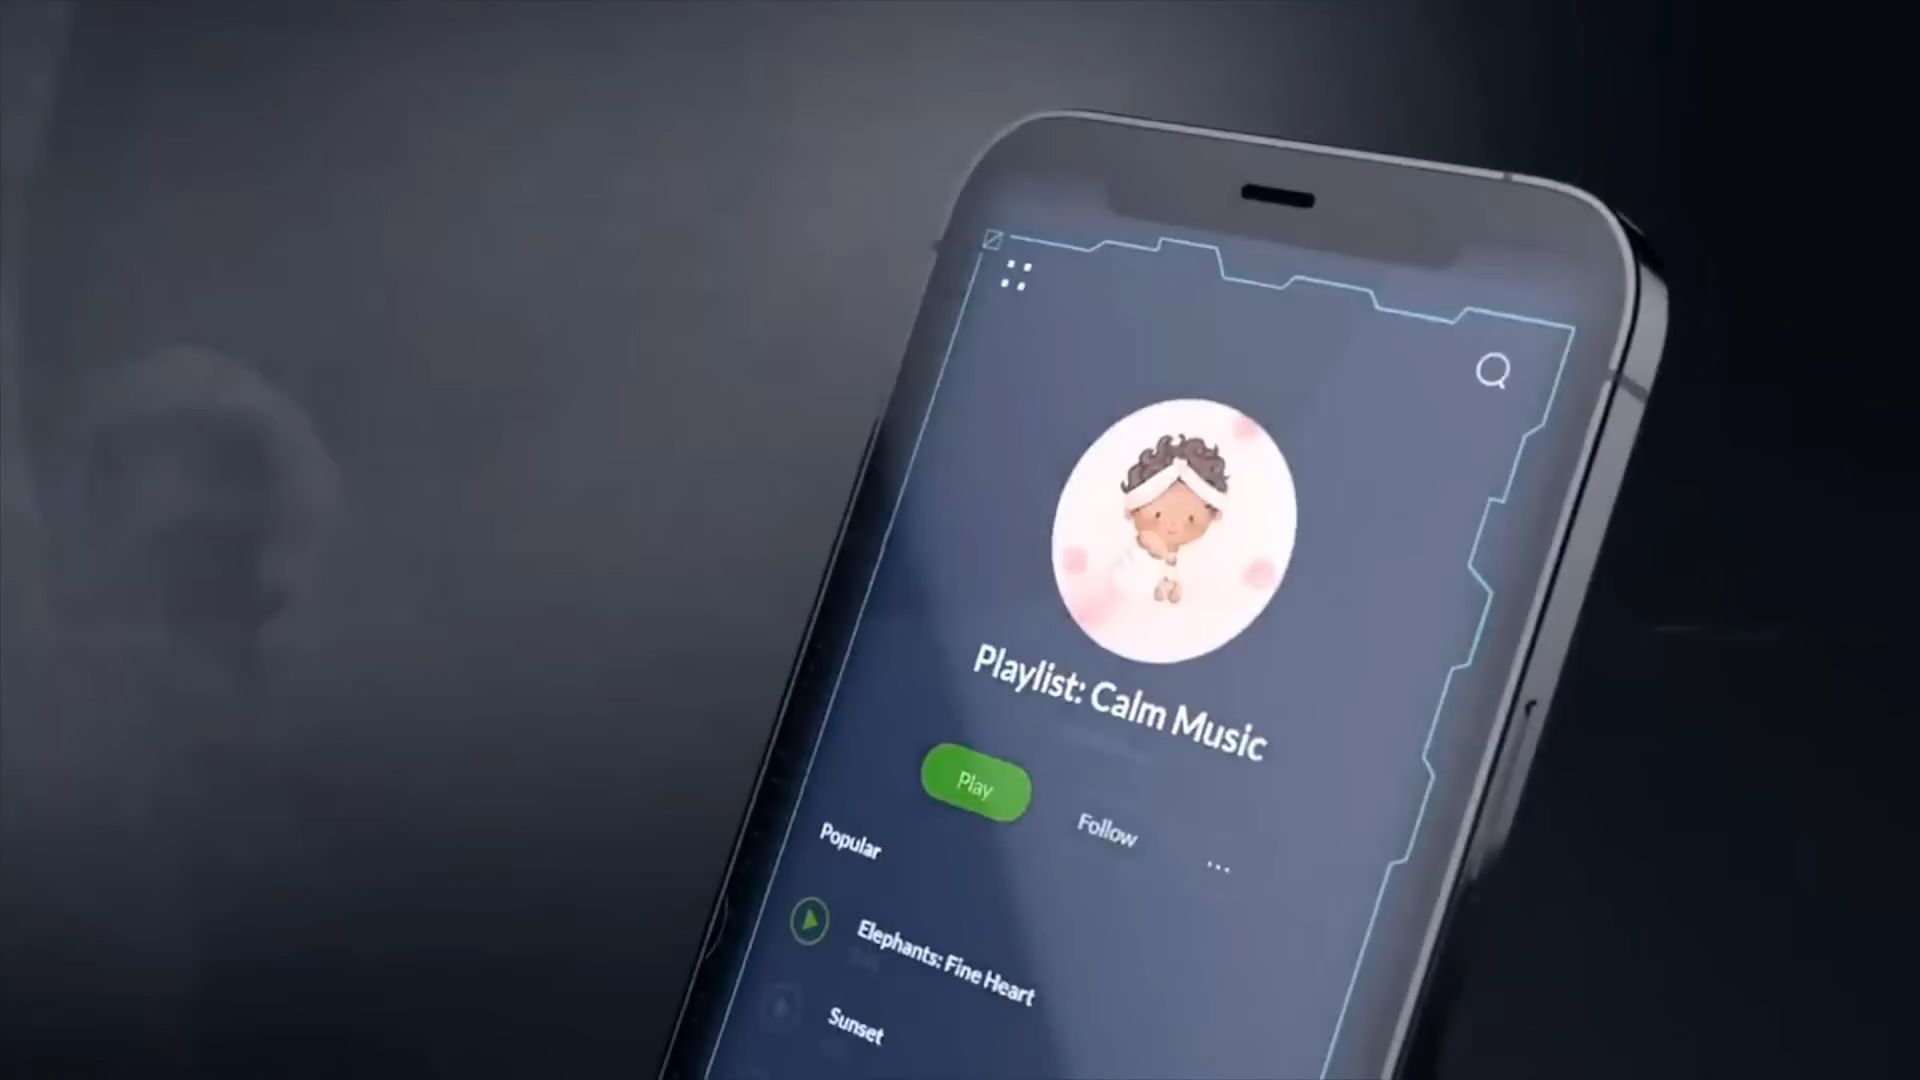 Playlist: Calm Music
Play
Follow
Popular
Elephants: Fine Heart
Sunset